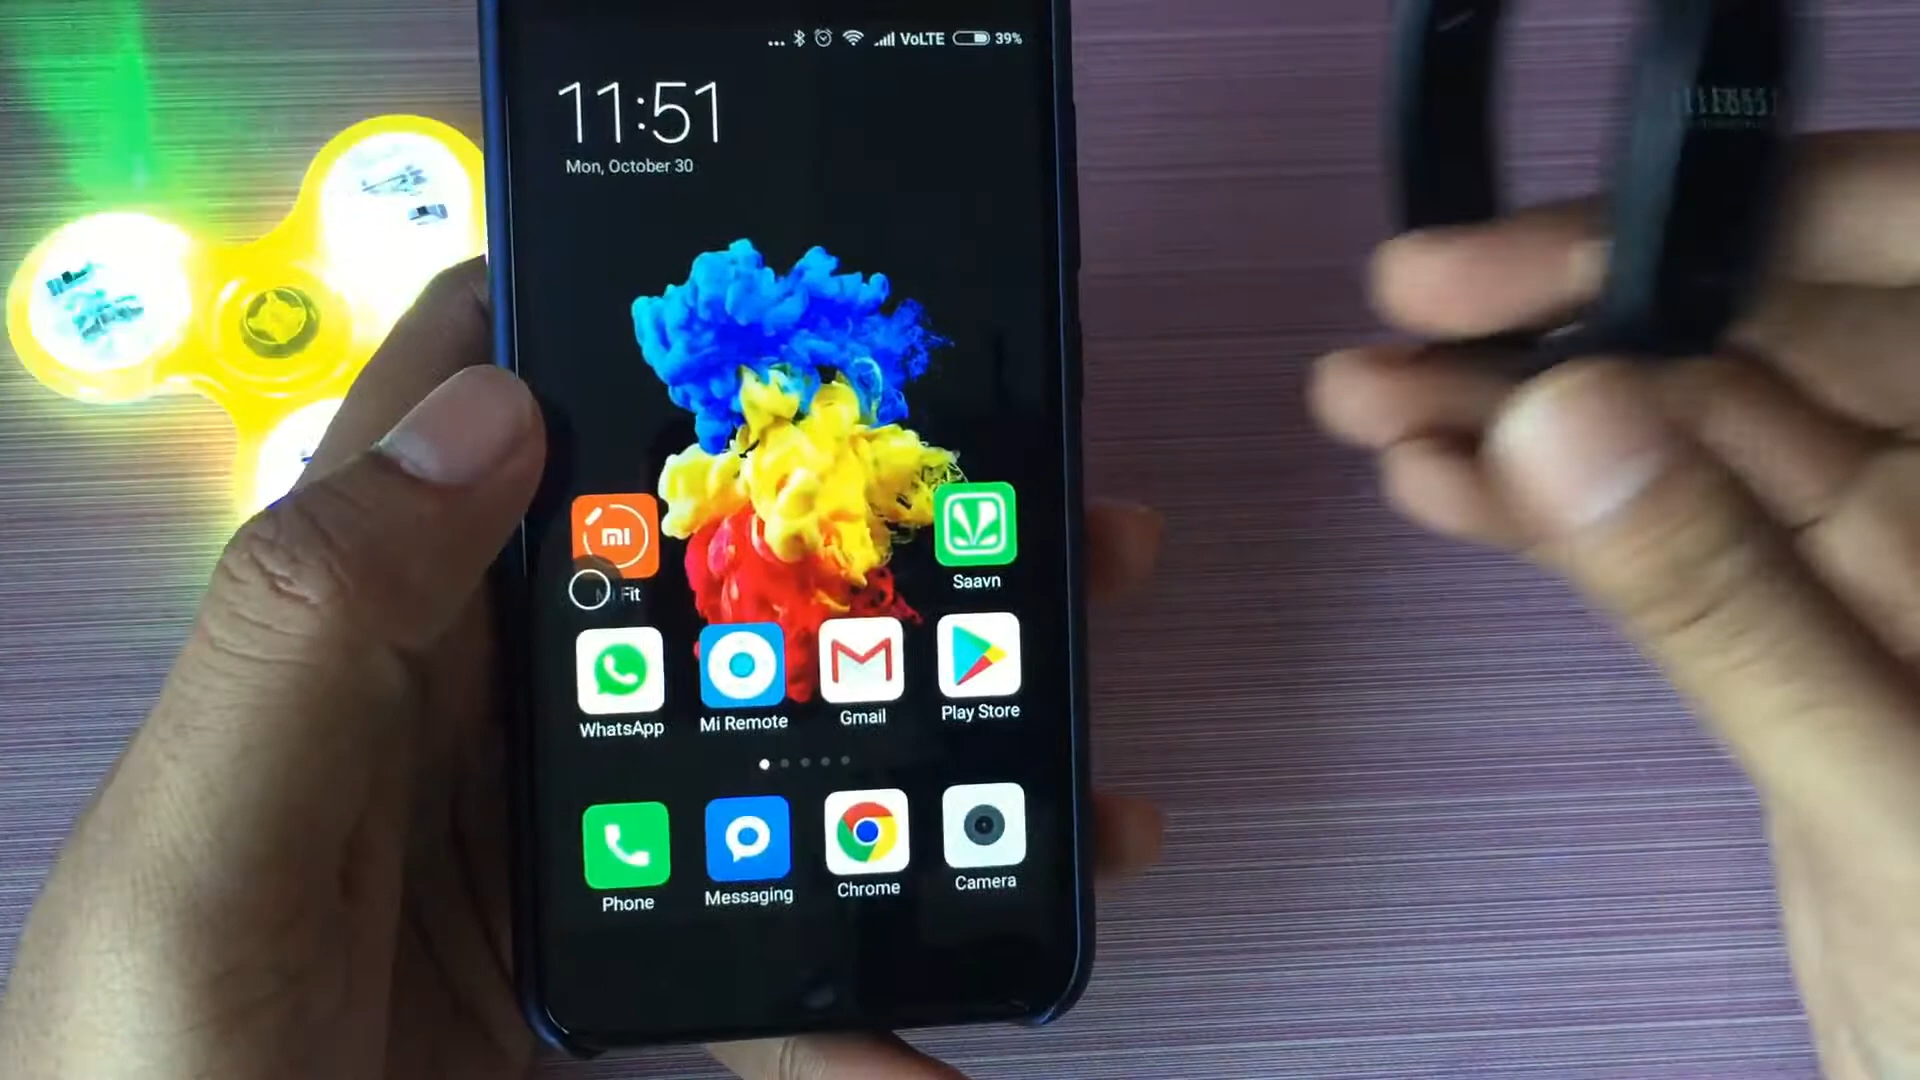 ... VoLTE 39%
11:51
Mon, October 30
mi
Fit
Saavn
WhatsApp
Mi Remote
Gmail
Play Store
Phone
Messaging
Chrome
Camera